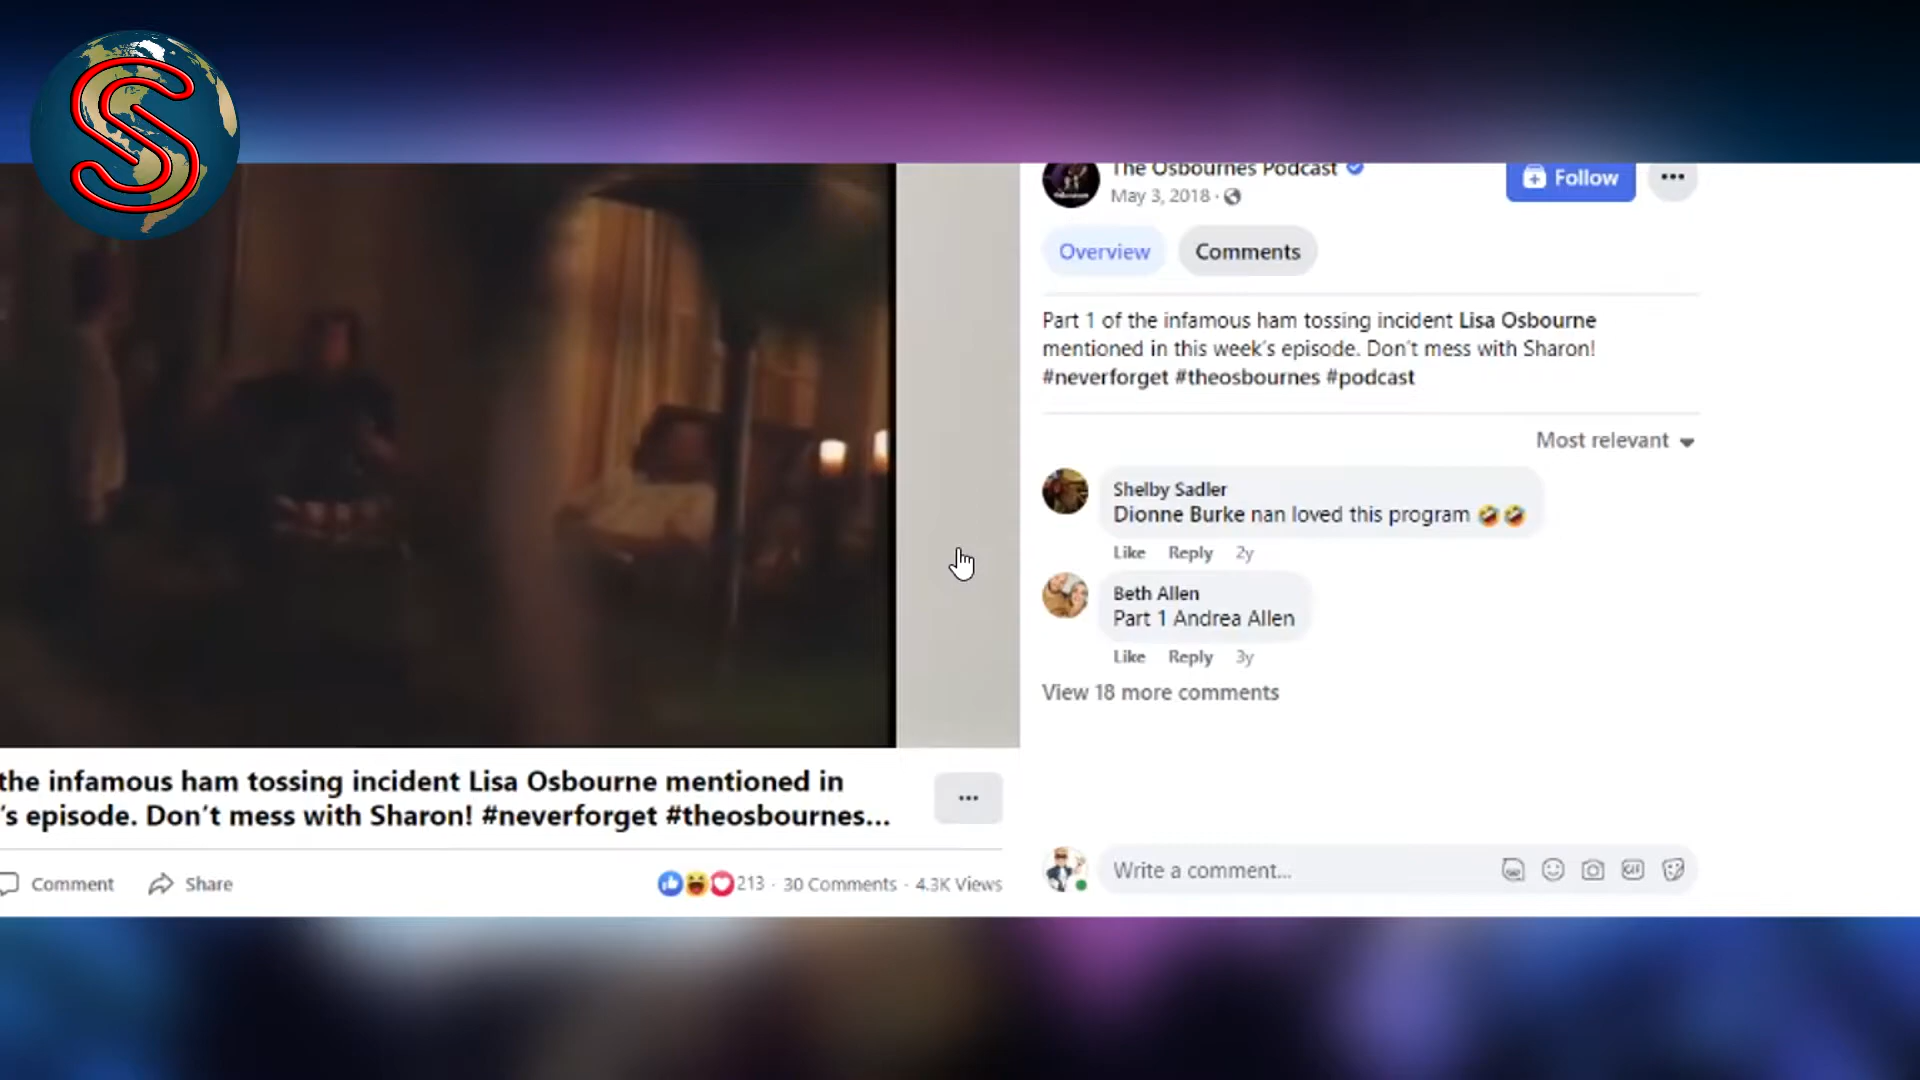 S
The Osbournes Podcast
May 3, 2018 ·
Follow
Overview
Comments
Part 1 of the infamous ham tossing incident Lisa Osbourne
mentioned in this week's episode. Don't mess with Sharon!
#neverforget #theosbournes #podcast
Most relevant
Shelby Sadler
Dionne Burke nan loved this program 🤣🤣
Like Reply 2y
Beth Allen
Part 1 Andrea Allen
Like Reply 3y
View 18 more comments
Write a comment...
GIF
the infamous ham tossing incident Lisa Osbourne mentioned in
's episode. Don't mess with Sharon! #neverforget #theosbournes...
Comment Share 213 · 30 Comments · 4.3K Views